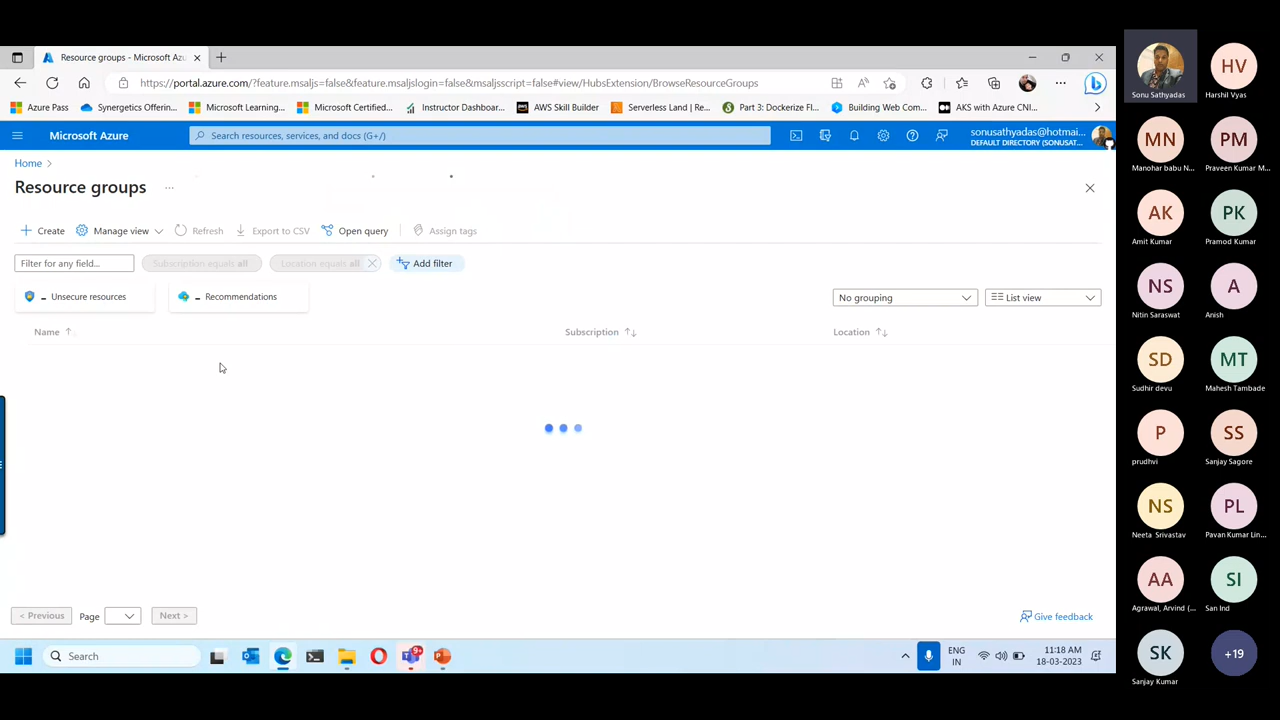 Resource groups - Microsoft Azu
https://portal.azure.com/?feature.msaljs=false&feature.msaljslogin=false&msaljsscript=false#view/HubsExtension/BrowseResourceGroups
Azure Pass
Synergetics Offerin...
Microsoft Learning...
Microsoft Certified...
Instructor Dashboar...
AWS Skill Builder
Serverless Land | Re...
Part 3: Dockerize Fl...
Building Web Com...
AKS with Azure CNI...
Microsoft Azure
Search resources, services, and docs (G+/)
sonusathyadas@hotmai...
DEFAULT DIRECTORY (SONUSAT...
Home >
Resource groups ...
+ Create
Manage view
Refresh
Export to CSV
Open query
Assign tags
Filter for any field...
Subscription equals all
Location equals all
Add filter
- Unsecure resources
- Recommendations
No grouping
List view
Name ↑
Subscription ↑↓
Location ↑↓
< Previous
Page
Next >
Give feedback
Search
9+
ENG
IN
11:18 AM
18-03-2023
Sonu Sathyadas
HV
Harshil Vyas
MN
Manohar babu N...
PM
Praveen Kumar M...
AK
Amit Kumar
PK
Pramod Kumar
NS
Nitin Saraswat
A
Anish
SD
Sudhir devu
MT
Mahesh Tambade
P
prudhvi
SS
Sanjay Sagore
NS
Neeta Srivastav
PL
Pavan Kumar Lin...
AA
Agrawal, Arvind (...
SI
San Ind
SK
Sanjay Kumar
+19